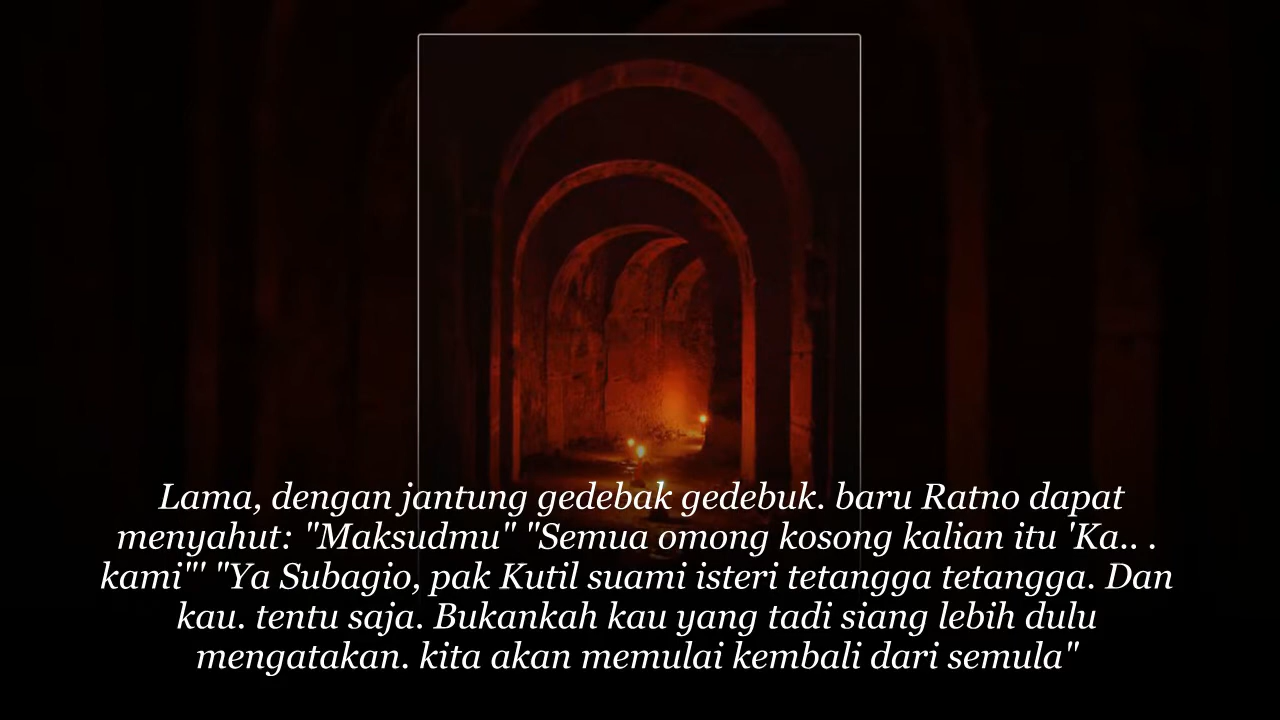 Lama, dengan jantung gedebak gedebuk. baru Ratno dapat
menyahut: "Maksudmu" "Semua omong kosong kalian itu 'Ka.. .
kami"' "Ya Subagio, pak Kutil suami isteri tetangga tetangga. Dan
kau. tentu saja. Bukankah kau yang tadi siang lebih dulu
mengatakan. kita akan memulai kembali dari semula"